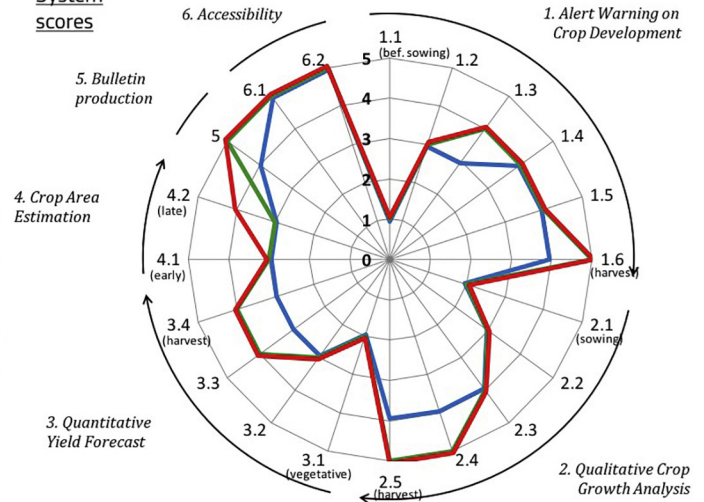 System
scores
6. Accessibility
1. Alert Warning on
Crop Development
5. Bulletin
production
4. Crop Area
Estimation
3. Quantitative
Yield Forecast
2. Qualitative Crop
Growth Analysis
1.1
(bef. sowing)
1.2
1.3
1.4
1.5
1.6
(harvest)
2.1
(sowing)
2.2
2.3
2.4
2.5
(harvest)
3.1
(vegetative)
3.2
3.3
3.4
(harvest)
4.1
(early)
4.2
(late)
5
6.1
6.2
5
4
3
2
1
0